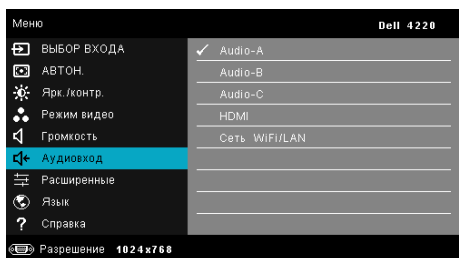 Меню Dell 4220
ВЫБОР ВХОДА
АВТОН.
Ярк./контр.
Режим видео
Громкость
Аудиовход
Расширенные
Язык
? Справка
✓ Audio-A
Audio-B
Audio-C
HDMI
Сеть WiFi/LAN
Разрешение 1024x768